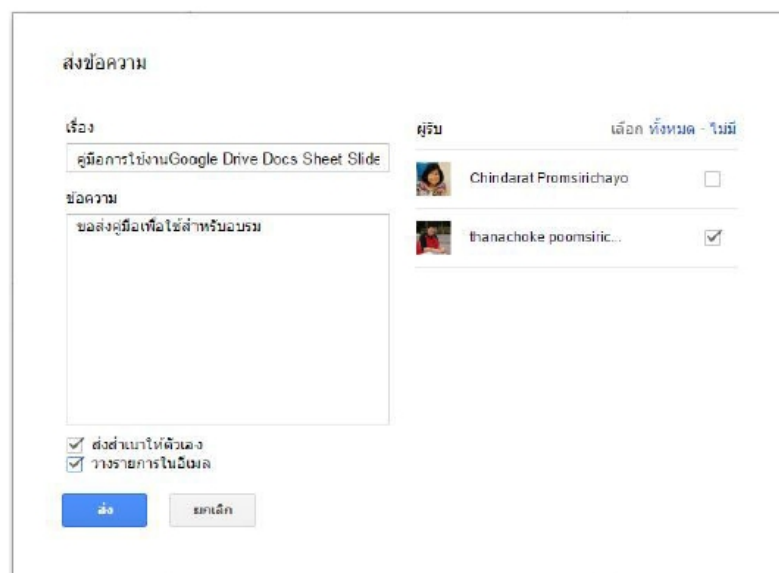 ส่งข้อความ
เรื่อง
คู่มือการใช้งานGoogle Drive Docs Sheet Slide
ข้อความ
ขอส่งคู่มือเพื่อใช้สำหรับอบรม
ส่งสำเนาให้ตัวเอง
วางรายการในอีเมล
ส่ง ยกเลิก
ผู้รับ เลือก ทั้งหมด - ไม่มี
Chindarat Promsirichayo
thanachoke poomsiric...